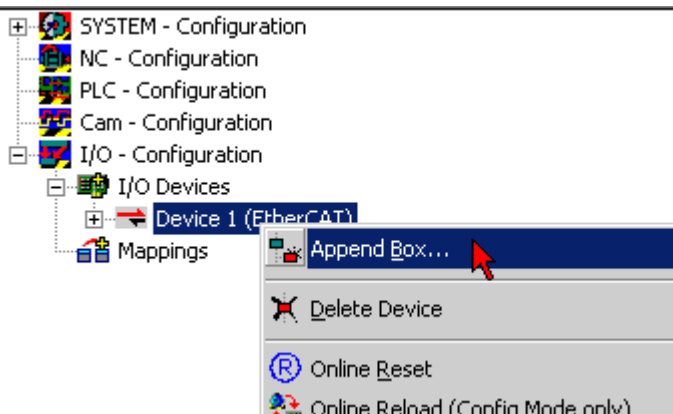 SYSTEM - Configuration
NC - Configuration
PLC - Configuration
Cam - Configuration
I/O - Configuration
I/O Devices
Device 1 (EtherCAT)
Mappings
Append Box...
Delete Device
R Online Reset
Online Reload (Config Mode only)